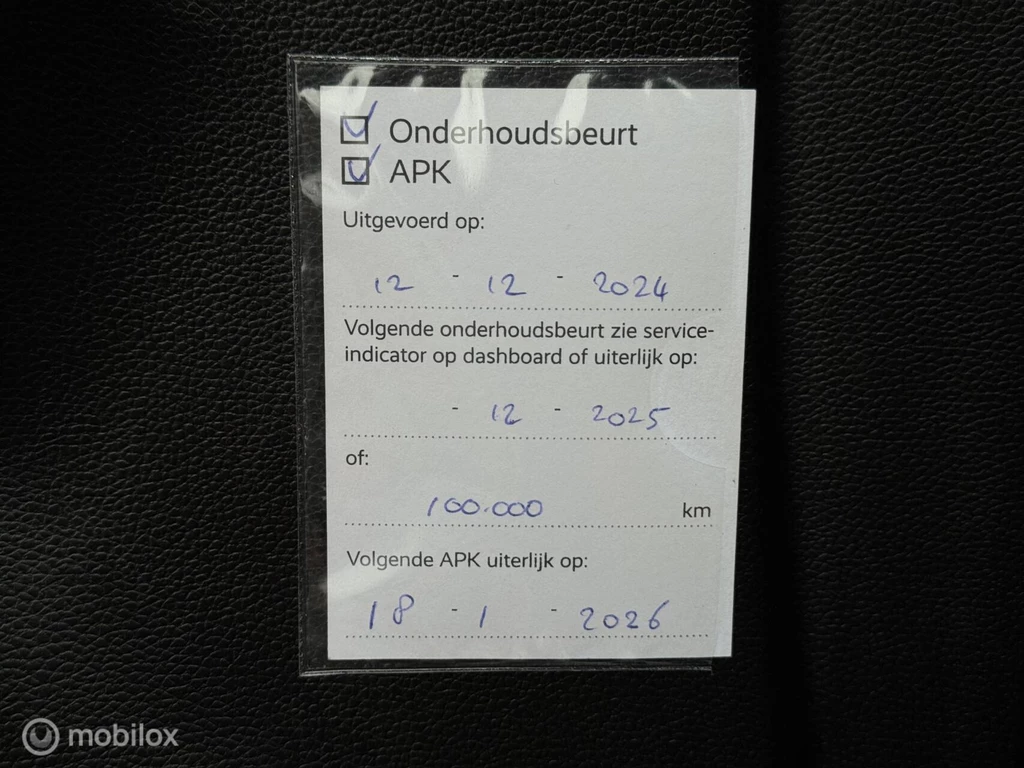 Onderhoudsbeurt
APK
Uitgevoerd op:
12 - 12 - 2024
Volgende onderhoudsbeurt zie service-
indicator op dashboard of uiterlijk op:
- 12 - 2025
of:
100.000 km
Volgende APK uiterlijk op:
18 - 1 - 2026
mobilox